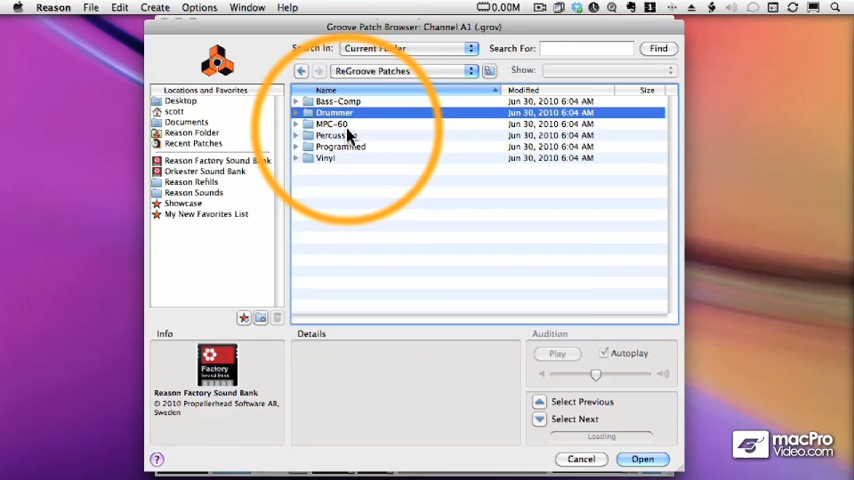 Reason File Edit Create Options Window Help 0.00M
Groove Patch Browser: Channel A1 (.grov)
Search In: Current Folder Search For: Find
ReGroove Patches Show:
Locations and Favorites
Desktop
scott
Documents
Reason Folder
Recent Patches
Reason Factory Sound Bank
Orkester Sound Bank
Reason Refills
Reason Sounds
Showcase
My New Favorites List
Name Modified Size
Bass-Comp Jun 30, 2010 6:04 AM
Drummer Jun 30, 2010 6:04 AM
MPC-60 Jun 30, 2010 6:04 AM
Jun 30, 2010 6:04 AM
Programmed Jun 30, 2010 6:04 AM
Vinyl Jun 30, 2010 6:04 AM
Info
Factory
Sound Bank
Reason Factory Sound Bank
© 2010 Propellerhead Software AB,
Sweden
Details
Audition
Play Autoplay
Select Previous
Select Next
Loading
? Cancel Open
macPro
Video.com